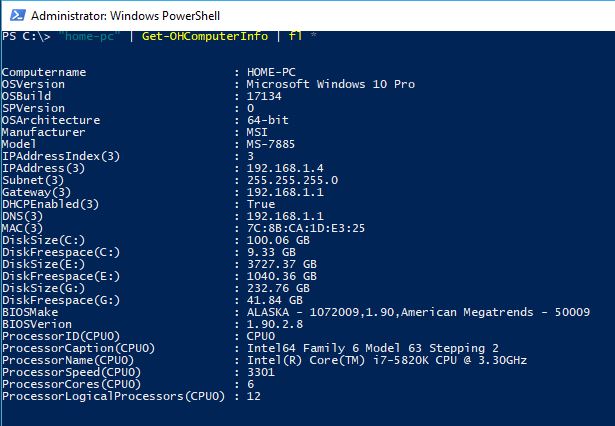 Administrator: Windows PowerShell
PS C:\> "home-pc" | Get-OHComputerInfo | fl *
Computername : HOME-PC
OSVersion : Microsoft Windows 10 Pro
OSBuild : 17134
SPVersion : 0
OSArchitecture : 64-bit
Manufacturer : MSI
Model : MS-7885
IPAddressIndex(3) : 3
IPAddress(3) : 192.168.1.4
Subnet(3) : 255.255.255.0
Gateway(3) : 192.168.1.1
DHCPEnabled(3) : True
DNS(3) : 192.168.1.1
MAC(3) : 7C:8B:CA:1D:E3:25
DiskSize(C:) : 100.06 GB
DiskFreespace(C:) : 9.33 GB
DiskSize(E:) : 3727.37 GB
DiskFreespace(E:) : 1040.36 GB
DiskSize(G:) : 232.76 GB
DiskFreespace(G:) : 41.84 GB
BIOSMake : ALASKA - 1072009,1.90,American Megatrends - 50009
BIOSVerion : 1.90.2.8
ProcessorID(CPU0) : CPU0
ProcessorCaption(CPU0) : Intel64 Family 6 Model 63 Stepping 2
ProcessorName(CPU0) : Intel(R) Core(TM) i7-5820K CPU @ 3.30GHz
ProcessorSpeed(CPU0) : 3301
ProcessorCores(CPU0) : 6
ProcessorLogicalProcessors(CPU0) : 12